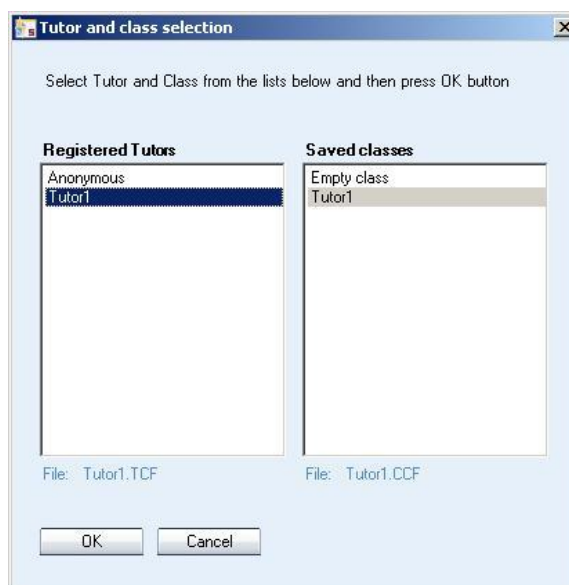 Tutor and class selection
Select Tutor and Class from the lists below and then press OK button
Registered Tutors
Anonymous
Tutor1
File: Tutor1.TCF
Saved classes
Empty class
Tutor1
File: Tutor1.CCF
OK
Cancel